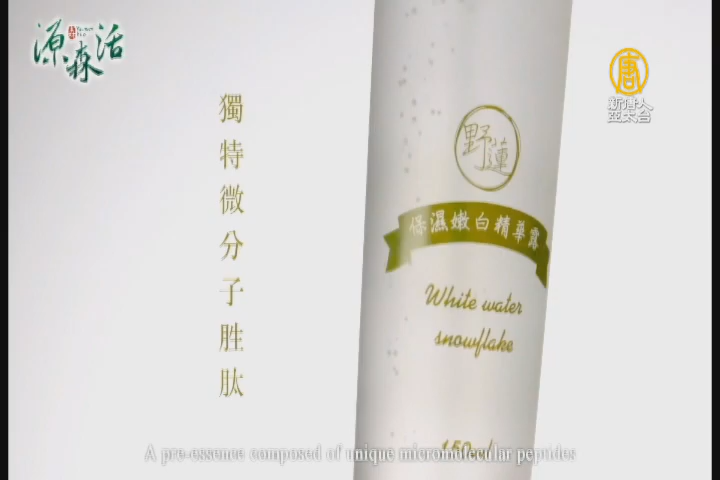 源森活
唐
新唐人
亞太台
獨特微分子胜肽
野蓮
保濕嫩白精華露
White water
snowflake
A pre-essence composed of unique micromolecular peptides